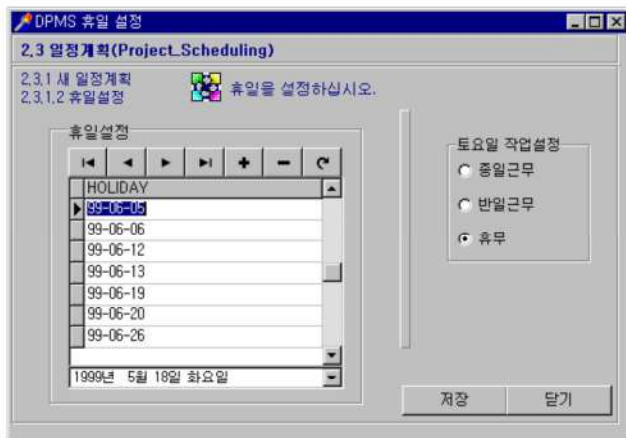 DPMS 휴일 설정
2.3 일정계획(Project_Scheduling)
2.3.1 새 일정계획
2.3.1.2 휴일설정
휴일을 설정하십시오.
휴일설정
HOLIDAY
99-06-05
99-06-06
99-06-12
99-06-13
99-06-19
99-06-20
99-06-26
1999년 5월 18일 화요일
토요일 작업설정
종일근무
반일근무
휴무
저장
닫기